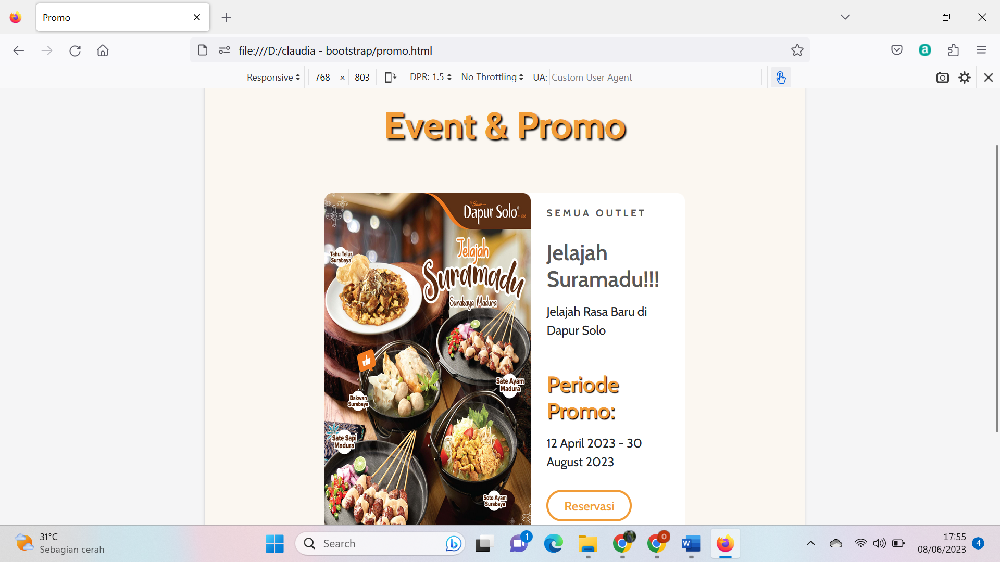 Promo
file:///D:/claudia - bootstrap/promo.html
Responsive 768 × 803 DPR: 1.5 No Throttling UA: Custom User Agent
Event & Promo
Dapur Solo
Jelajah
Suramadu
Surabaya Madura
Tahu Telur
Surabaya
Sate Ayam
Madura
Bakwan
Surabaya
Sate Sapi
Madura
Soto Ayam
Surabaya
SEMUA OUTLET
Jelajah
Suramadu!!!
Jelajah Rasa Baru di
Dapur Solo
Periode
Promo:
12 April 2023 - 30
August 2023
Reservasi
31°C
Sebagian cerah
Search
1
0
17:55
08/06/2023
4